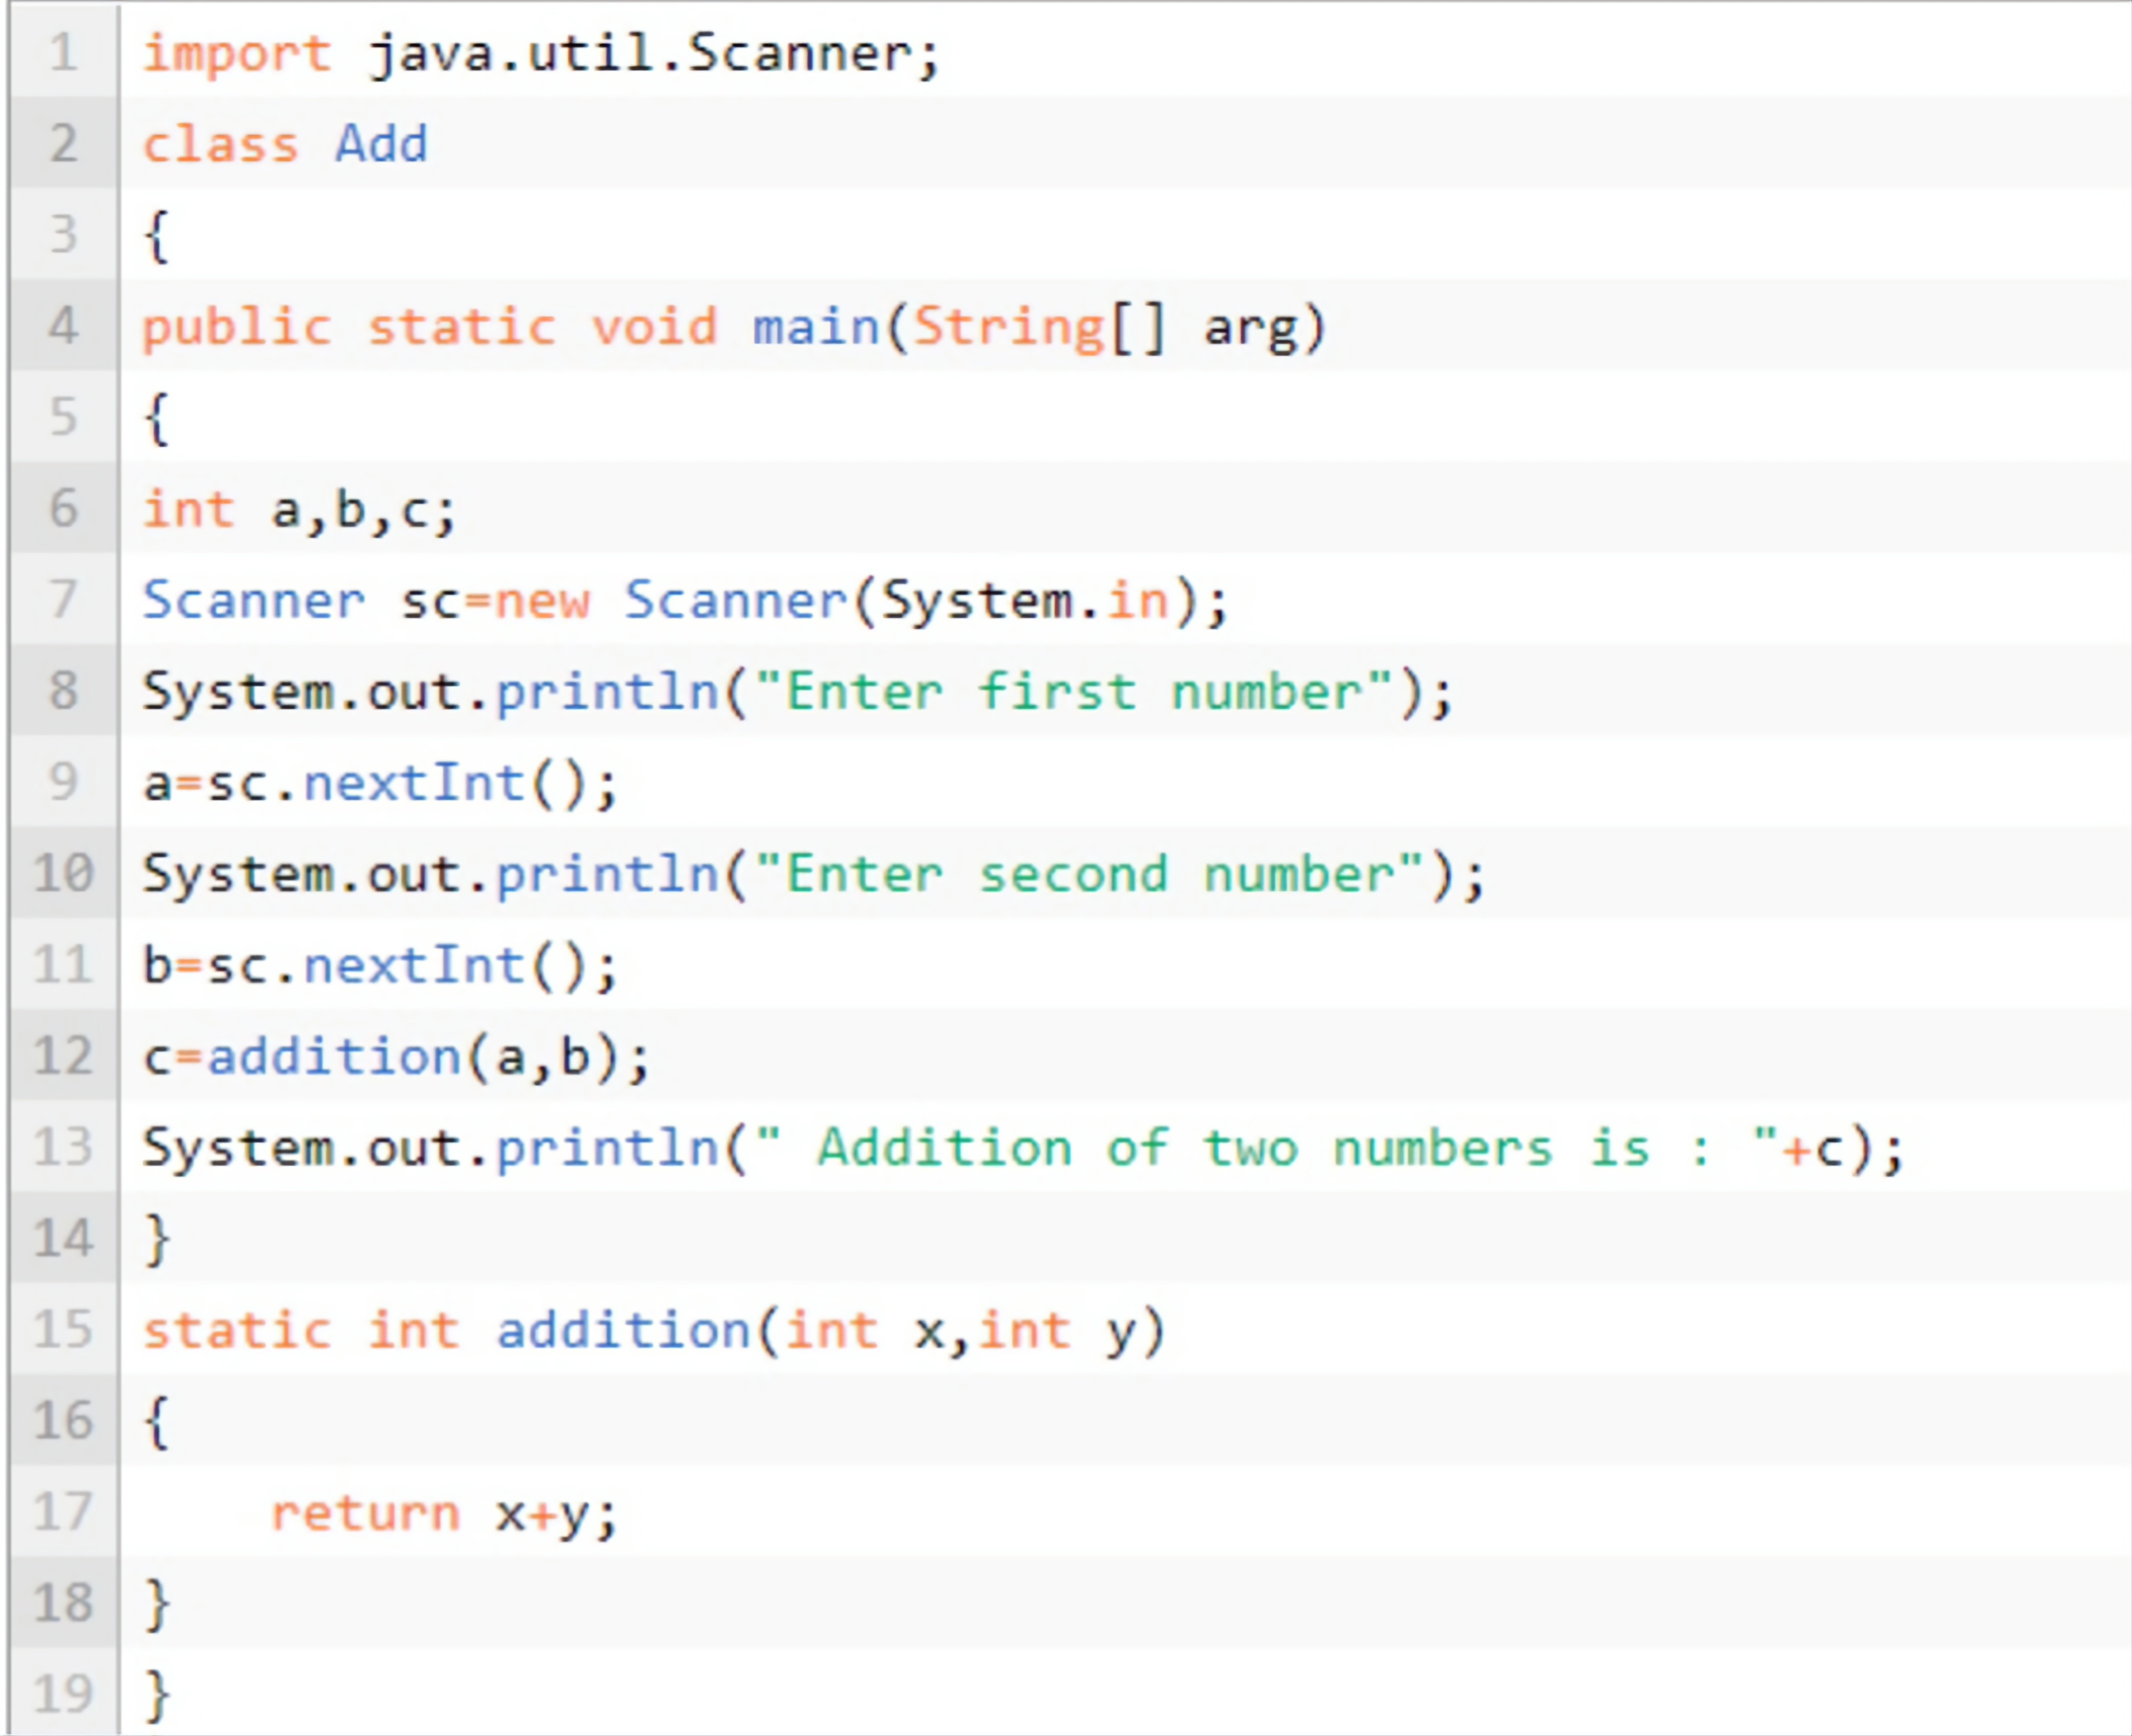 1 import java.util.Scanner;
2 class Add
3 {
4 public static void main(String[] arg)
5 {
6 int a,b,c;
7 Scanner sc=new Scanner(System.in);
8 System.out.println("Enter first number");
9 a=sc.nextInt();
10 System.out.println("Enter second number");
11 b=sc.nextInt();
12 c=addition(a,b);
13 System.out.println(" Addition of two numbers is : "+c);
14 }
15 static int addition(int x,int y)
16 {
17     return x+y;
18 }
19 }